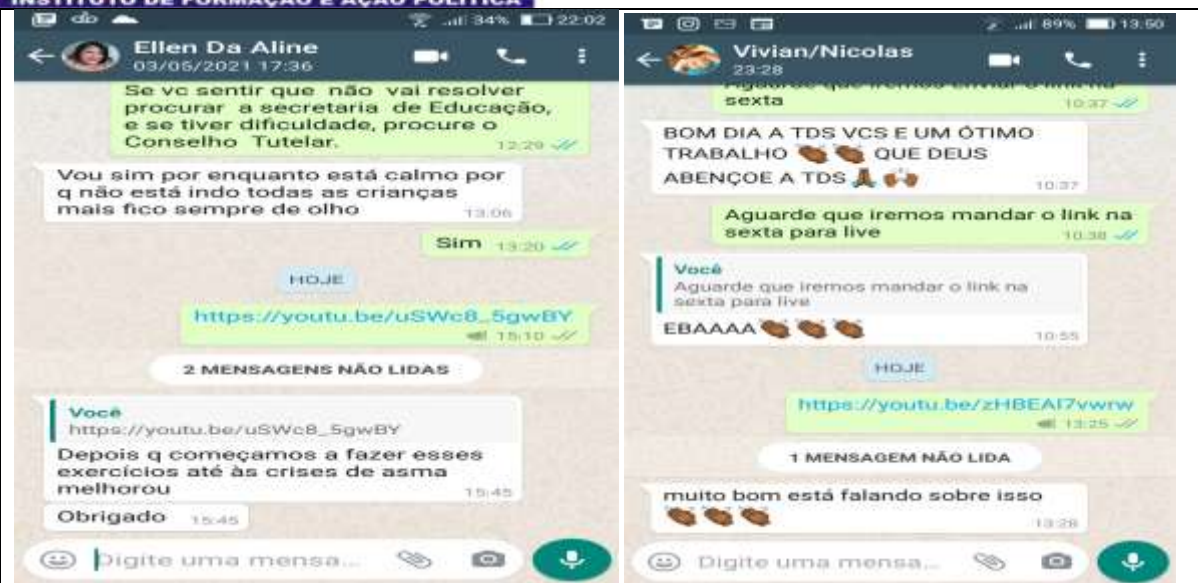 INSTITUTO DE FORMAÇÃO E AÇÃO POLÍTICA
34% 22:02
Ellen Da Aline
03/05/2021 17:36
Se vc sentir que não vai resolver
procurar a secretaria de Educação,
e se tiver dificuldade, procure o
Conselho Tutelar.
12:29
Vou sim por enquanto está calmo por
q não está indo todas as crianças
mais fico sempre de olho
13:06
Sim 13:20
HOJE
https://youtu.be/uSWc8_5gwBY
15:10
2 MENSAGENS NÃO LIDAS
Você
https://youtu.be/uSWc8_5gwBY
Depois q começamos a fazer esses
exercícios até às crises de asma
melhorou
15:45
Obrigado 15:45
Digite uma mensa...
89% 13:50
Vivian/Nicolas
23:28
Aguarde que iremos enviar o link na
sexta
10:37
BOM DIA A TDS VCS E UM ÓTIMO
TRABALHO 👏🏾👏🏾 QUE DEUS
ABENÇOE A TDS 🙏🏾🙌🏾
10:37
Aguarde que iremos mandar o link na
sexta para live
10:38
Você
Aguarde que iremos mandar o link na
sexta para live
EBAAAA👏🏾👏🏾👏🏾
10:55
HOJE
https://youtu.be/zHBEAl7vwrw
13:25
1 MENSAGEM NÃO LIDA
muito bom está falando sobre isso
👏🏾👏🏾👏🏾
13:28
Digite uma mensa...